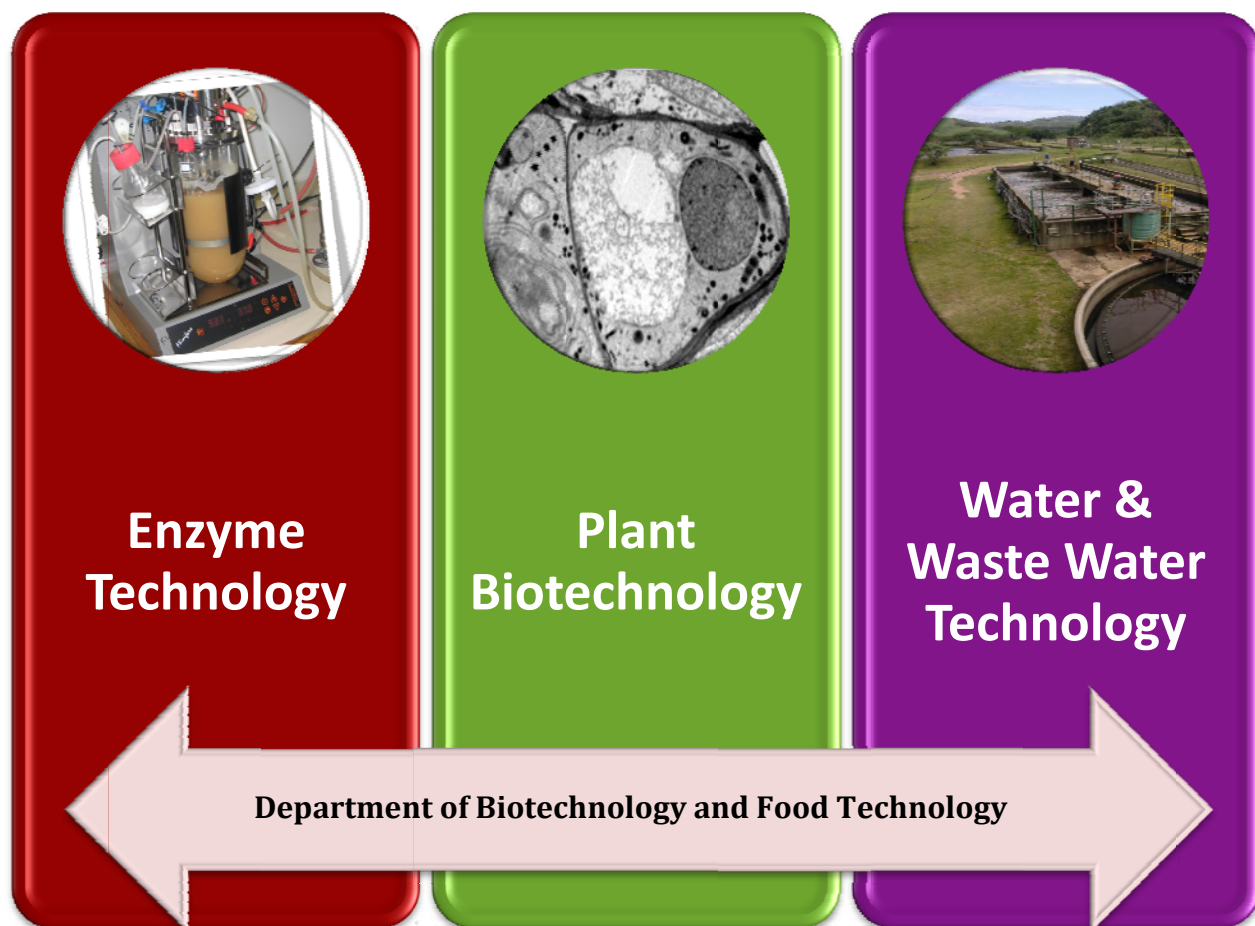 Enzyme
Technology
Plant
Biotechnology
Water &
Waste Water
Technology
Department of Biotechnology and Food Technology